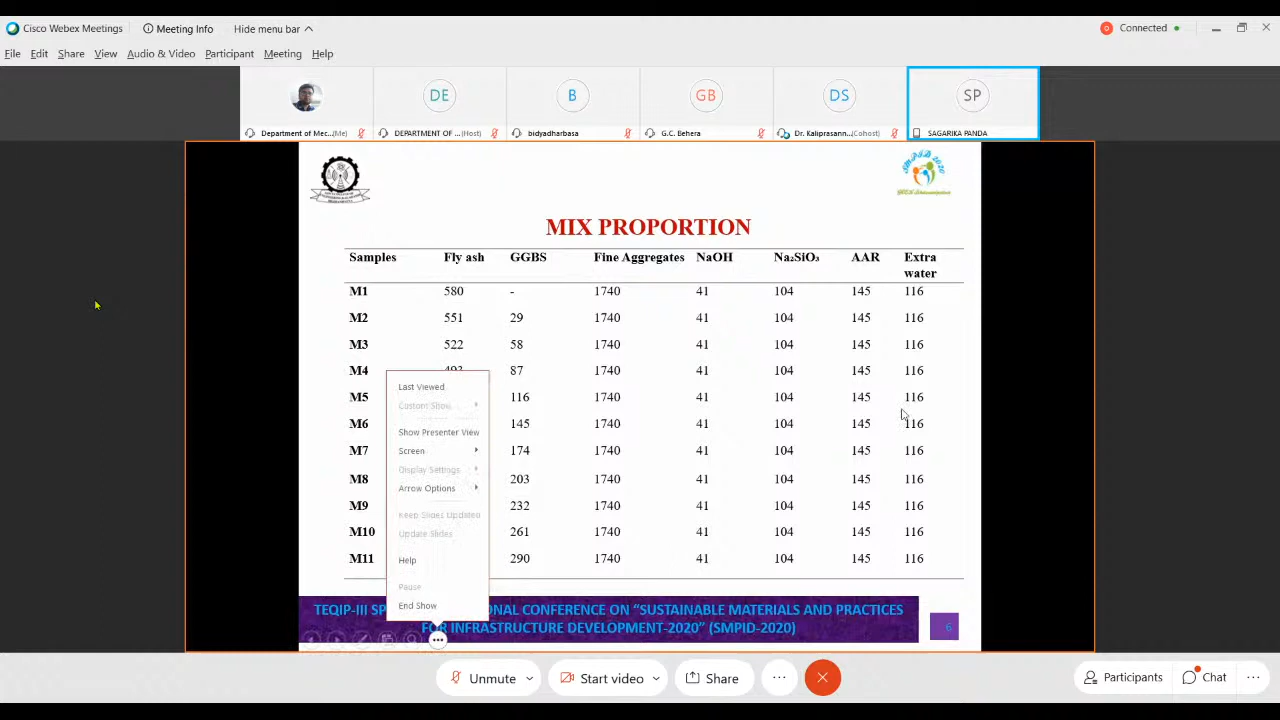 Cisco Webex Meetings
Meeting Info
Hide menu bar
Connected
File Edit Share View Audio & Video Participant Meeting Help
DE B GB DS SP
Department of Mec...(Me) DEPARTMENT OF ...(Host) bidyadharbasa G.C. Behera Dr. Kaliprasann...(Cohost) SAGARIKA PANDA
SMPID 2020
MIX PROPORTION
Samples Fly ash GGBS Fine Aggregates NaOH Na₂SiO₃ AAR Extra
water
M1 580 - 1740 41 104 145 116
M2 551 29 1740 41 104 145 116
M3 522 58 1740 41 104 145 116
M4 493 87 1740 41 104 145 116
M5 116 1740 41 104 145 116
M6 145 1740 41 104 145 116
M7 174 1740 41 104 145 116
M8 203 1740 41 104 145 116
M9 232 1740 41 104 145 116
M10 261 1740 41 104 145 116
M11 290 1740 41 104 145 116
Last Viewed
Custom Show
Show Presenter View
Screen
Display Settings
Arrow Options
Keep Slides Updated
Update Slides
Help
Pause
End Show
TEQIP-III SP ONAL CONFERENCE ON “SUSTAINABLE MATERIALS AND PRACTICES
FOR INFRASTRUCTURE DEVELOPMENT-2020” (SMPID-2020)
6
Unmute
Start video
Share
Participants
Chat